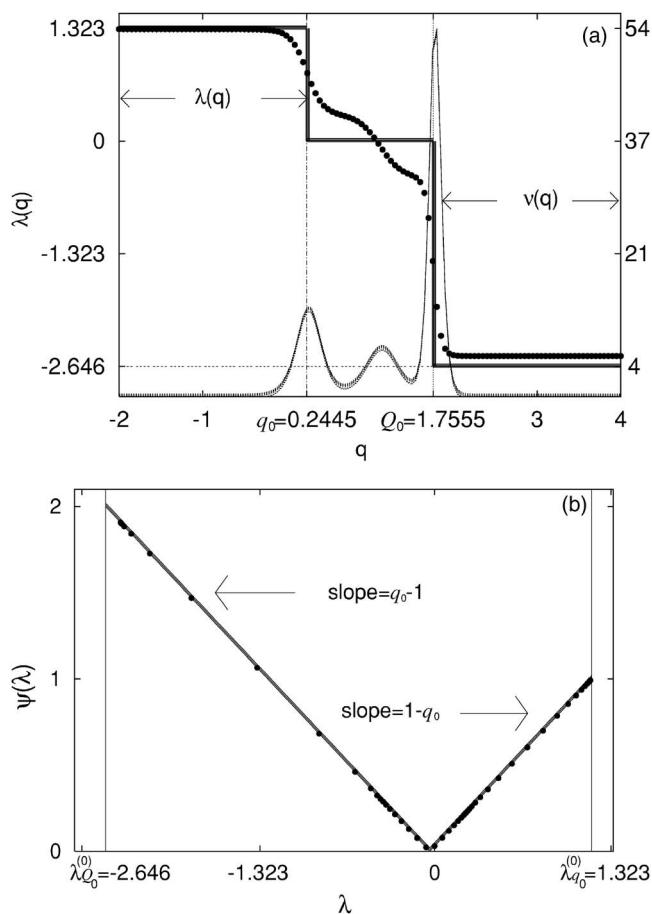 1.323
(a)
54
λ(q)
0
37
λ(q)
ν(q)
-1.323
21
-2.646
4
-2
-1
q₀=0.2445
Q₀=1.7555
3
4
q
2
(b)
slope=q₀-1
ψ(λ)
1
slope=1-q₀
0
λ_Q₀^(0)=-2.646
-1.323
0
λ_q₀^(0)=1.323
λ